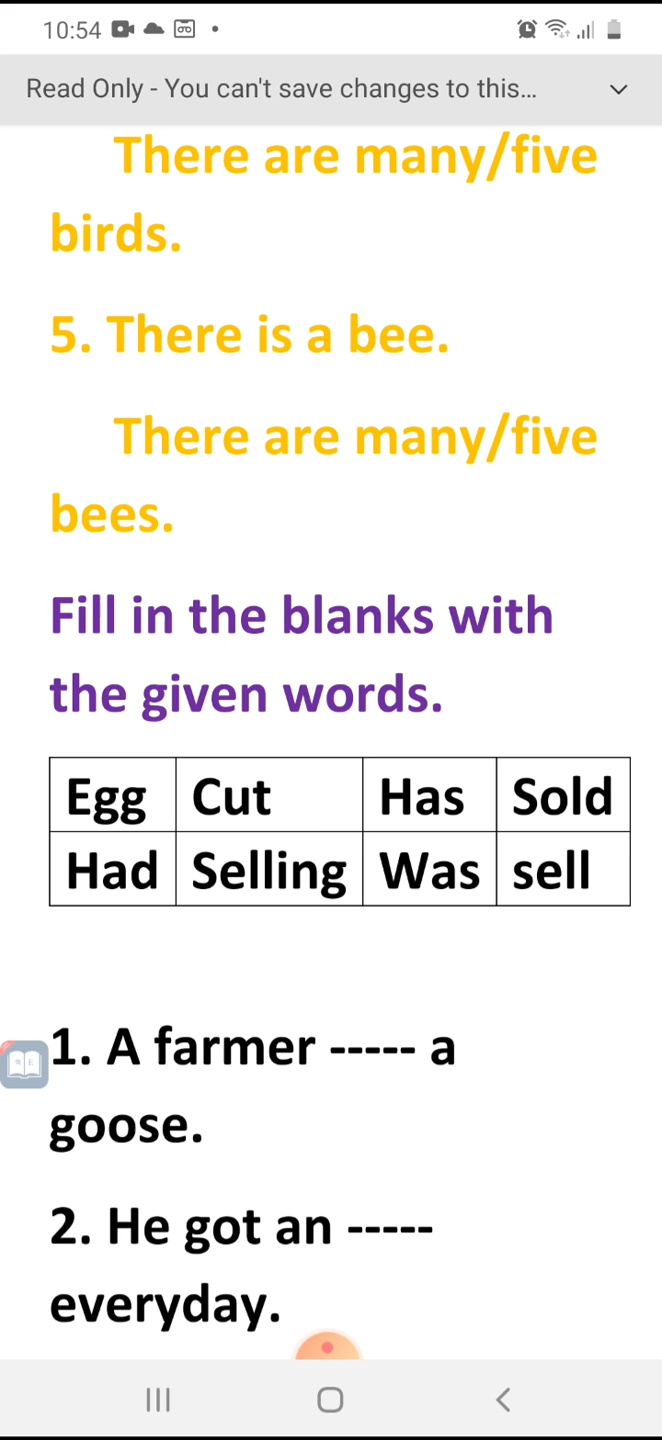 10:54
Read Only - You can't save changes to this...
There are many/five
birds.
5. There is a bee.
There are many/five
bees.
Fill in the blanks with
the given words.
Egg Cut Has Sold
Had Selling Was sell
1. A farmer ----- a
goose.
2. He got an -----
everyday.